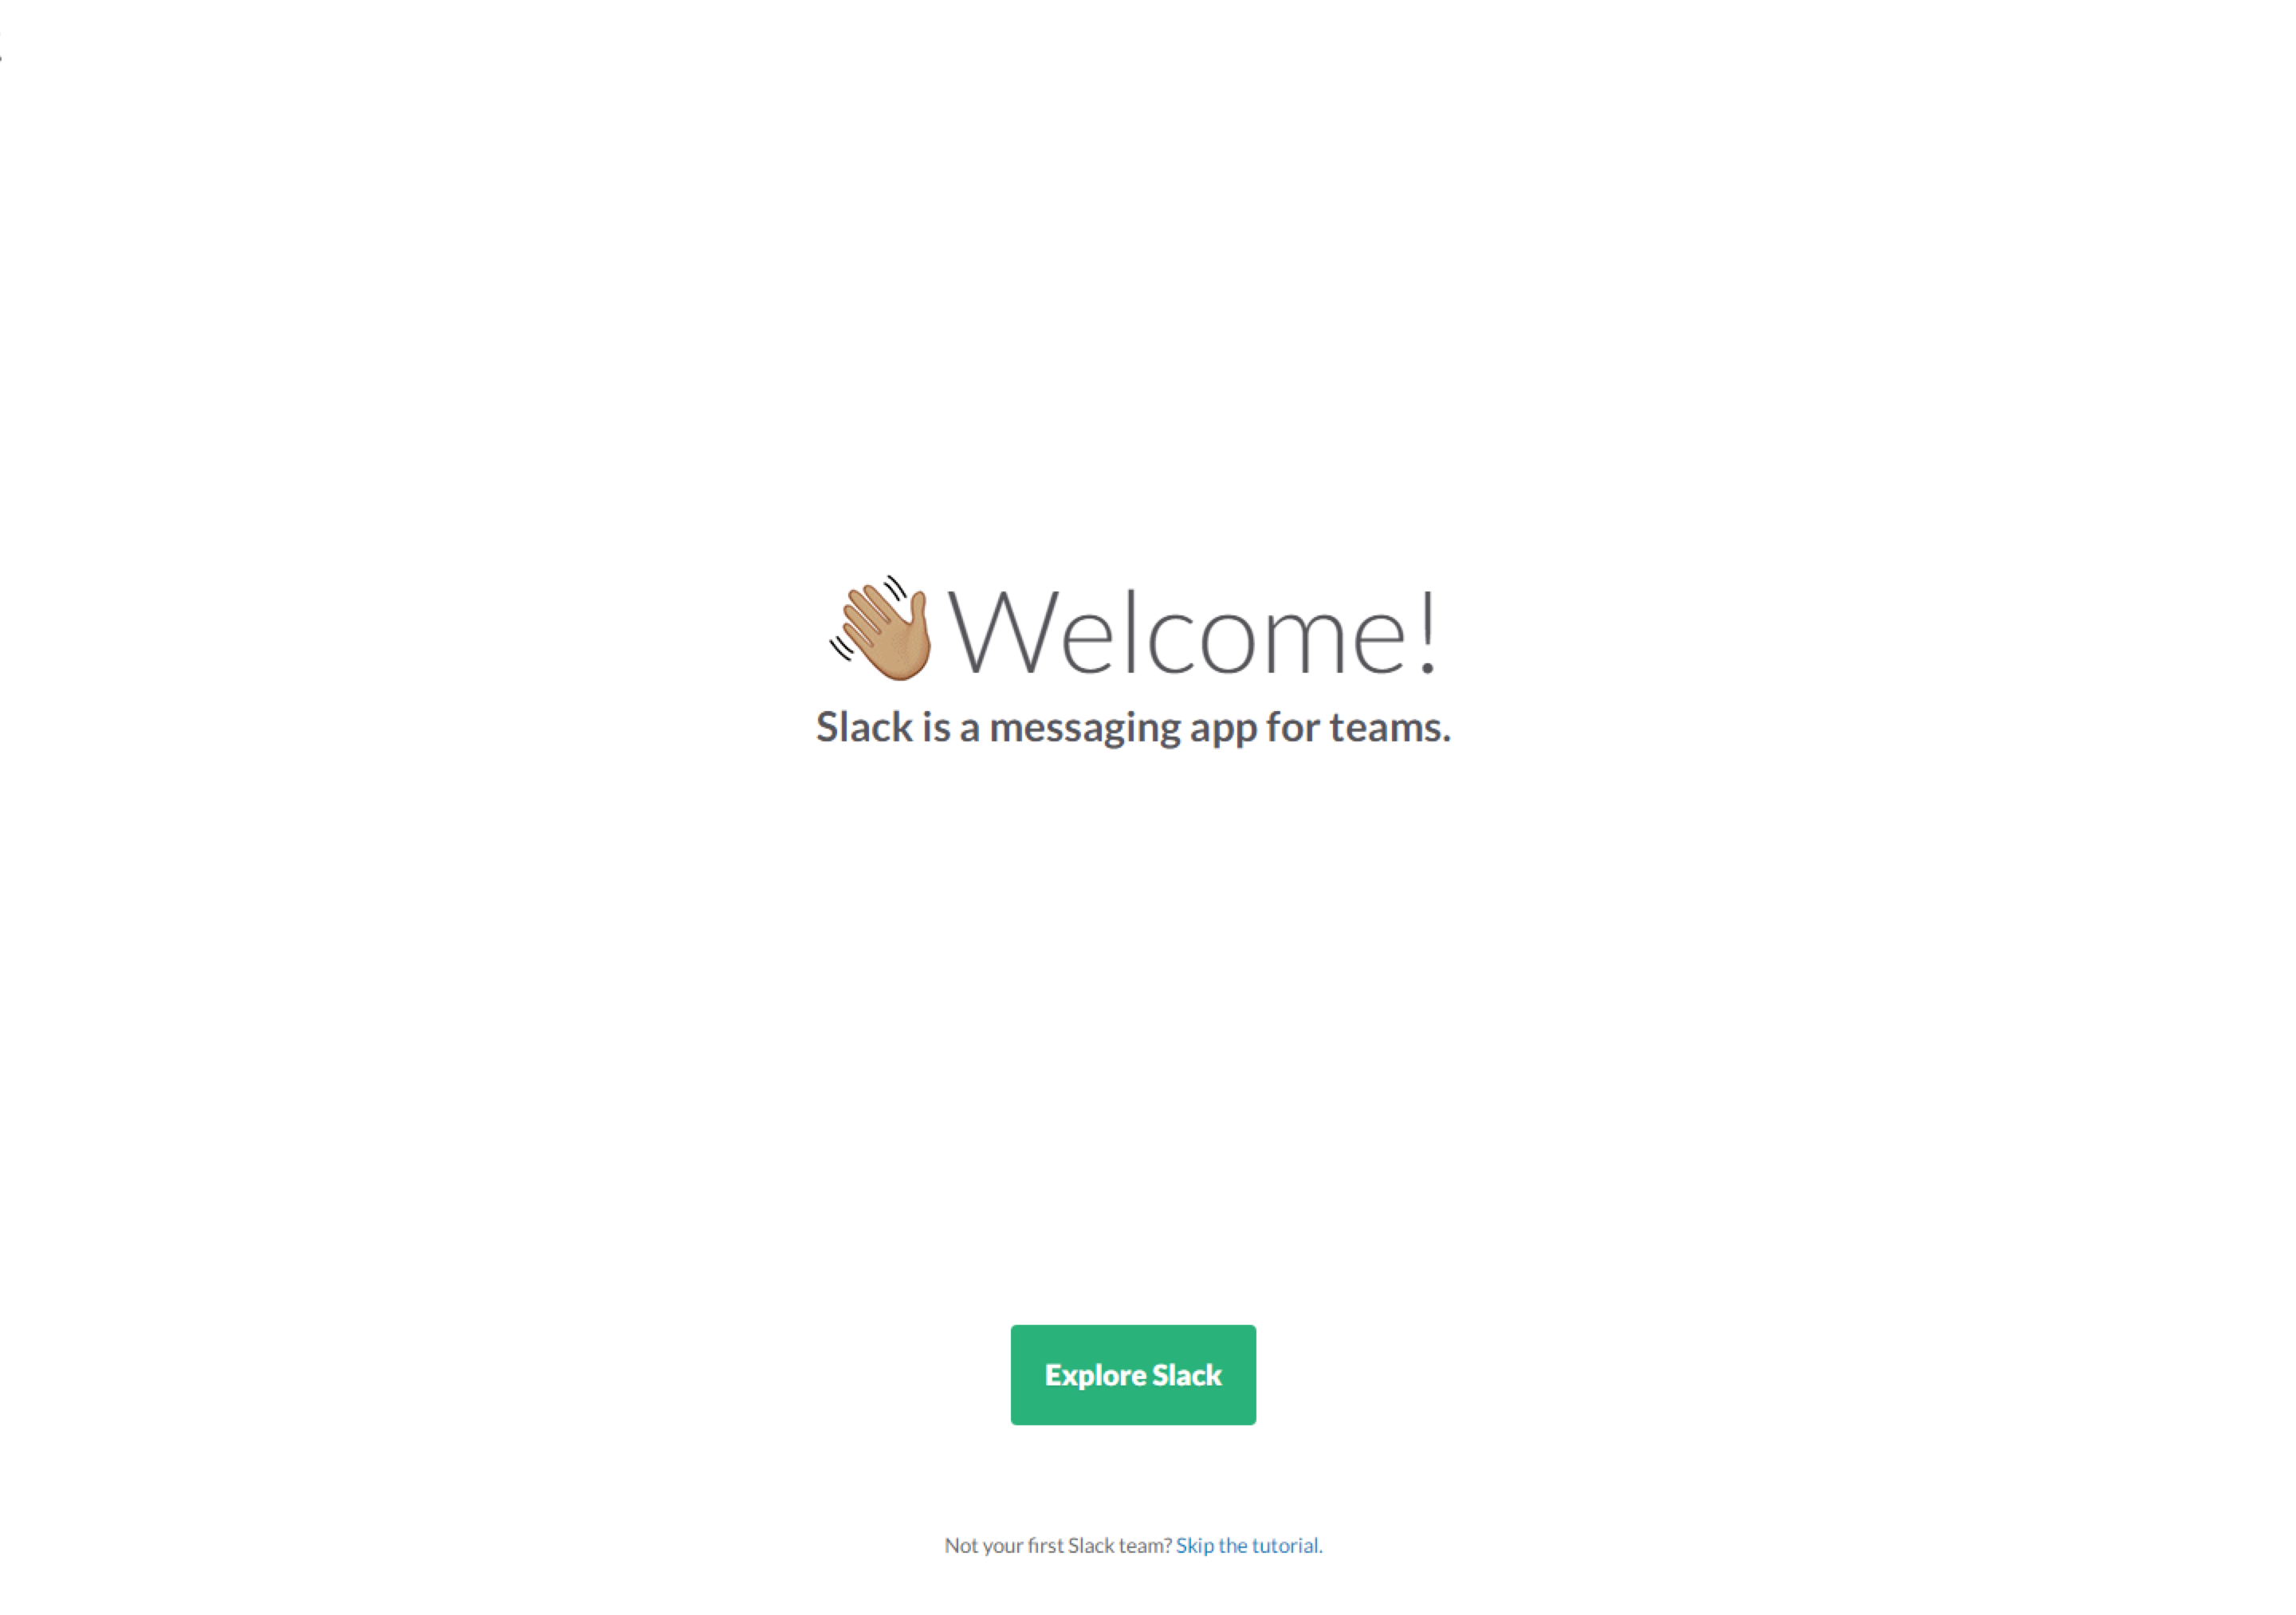 Welcome!
Slack is a messaging app for teams.
Explore Slack
Not your first Slack team? Skip the tutorial.